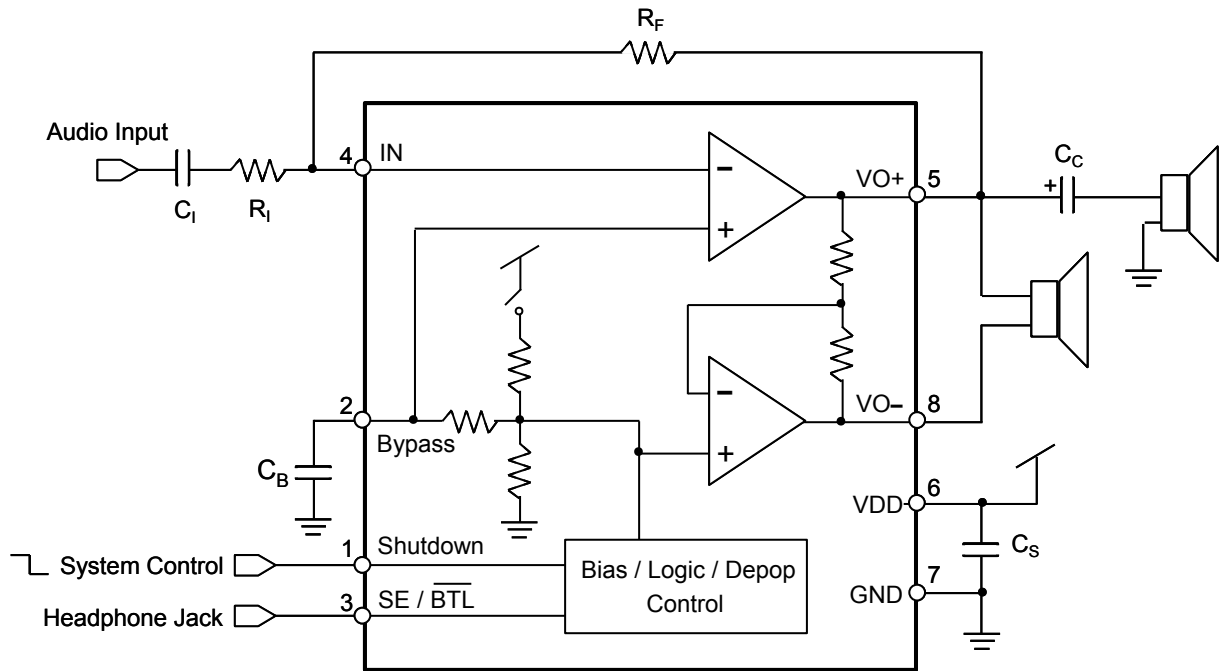 R_F
Audio Input
C_I
R_I
4
IN
−
+
VO+
5
C_C
+
2
Bypass
C_B
−
+
VO−
8
VDD
6
C_S
GND
7
System Control
1
Shutdown
Headphone Jack
3
SE / B̅T̅L̅
Bias / Logic / Depop
Control